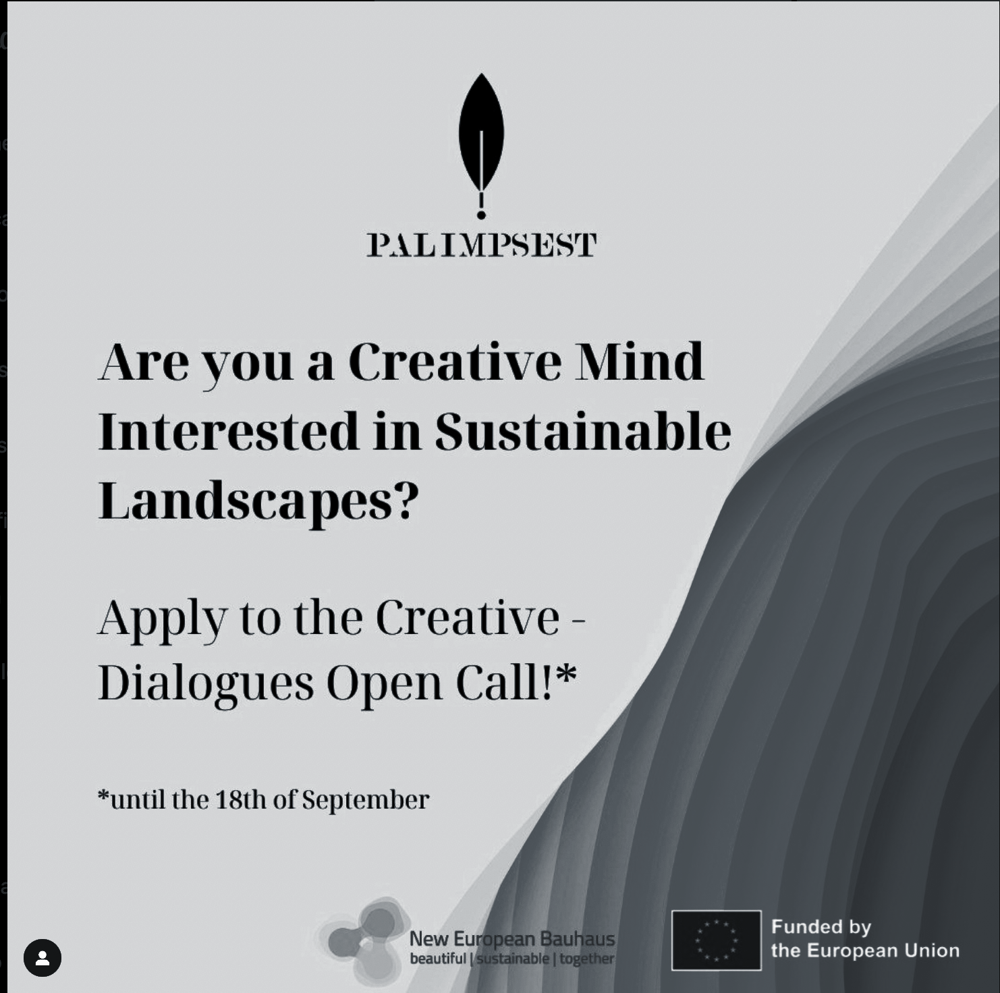 PALIMPSEST
Are you a Creative Mind
Interested in Sustainable
Landscapes?
Apply to the Creative -
Dialogues Open Call!*
*until the 18th of September
New European Bauhaus
beautiful | sustainable | together
Funded by
the European Union